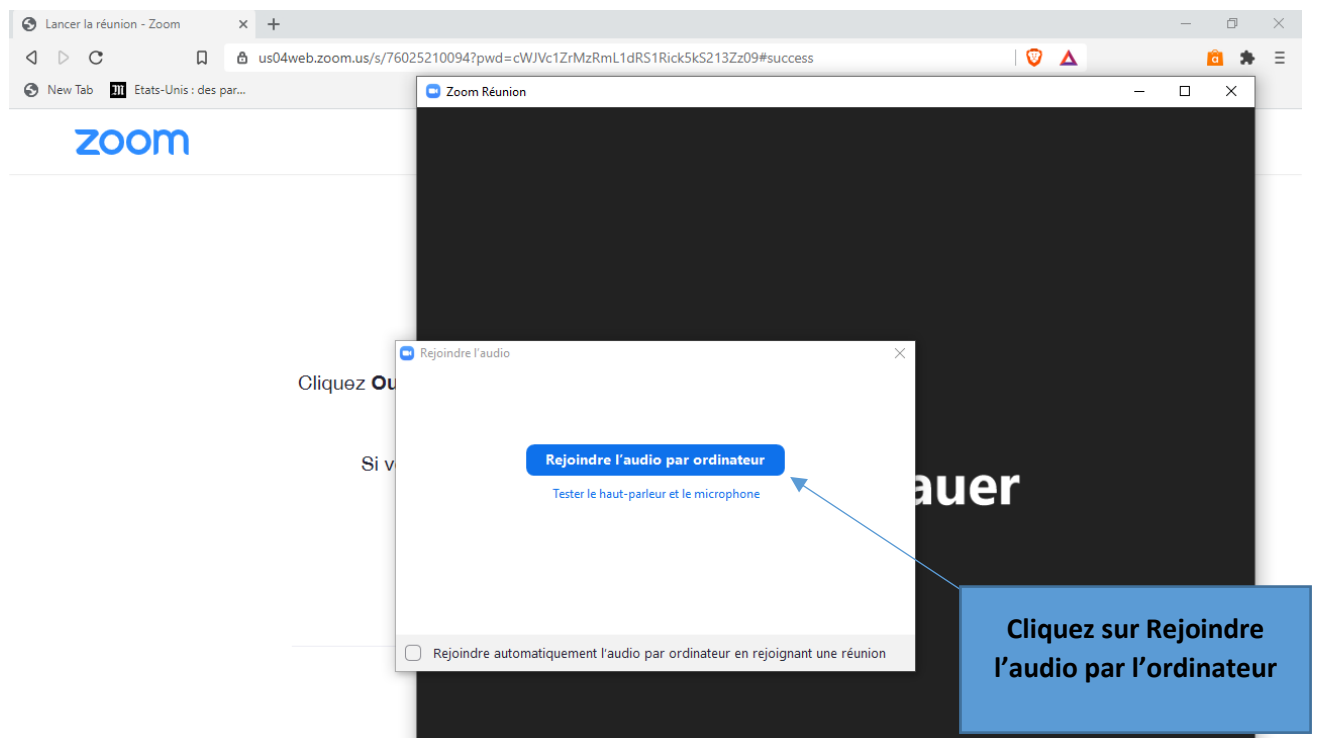 Lancer la réunion - Zoom
us04web.zoom.us/s/76025210094?pwd=cWJVc1ZrMzRmL1dRS1Rick5kS213Zz09#success
New Tab
Etats-Unis : des par...
Zoom Réunion
zoom
Rejoindre l'audio
Cliquez Ou
Rejoindre l'audio par ordinateur
Si v
Tester le haut-parleur et le microphone
auer
Cliquez sur Rejoindre
l’audio par l’ordinateur
Rejoindre automatiquement l'audio par ordinateur en rejoignant une réunion